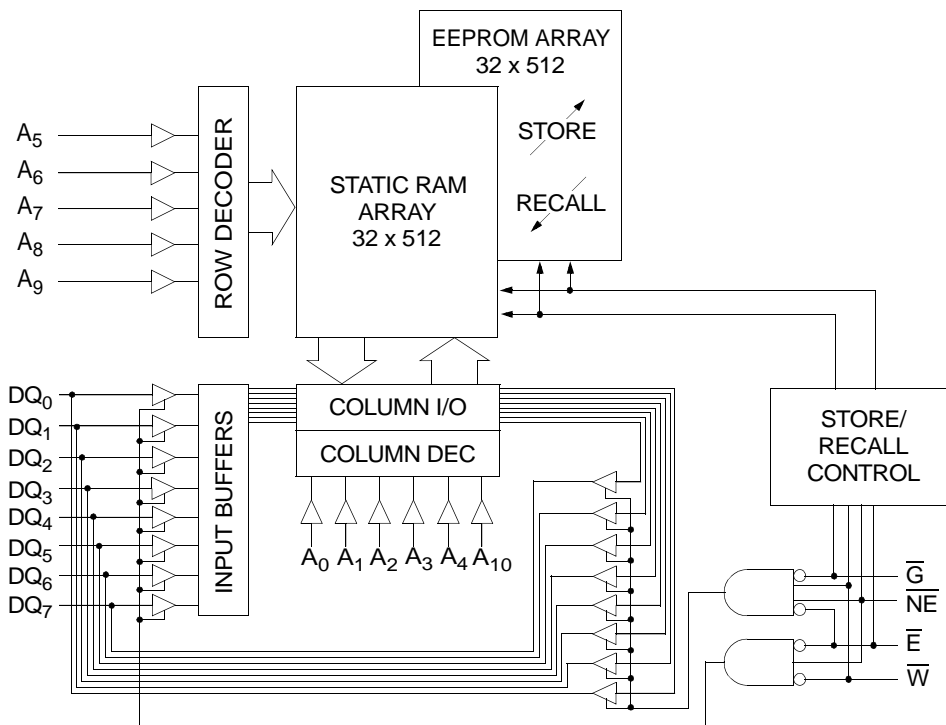 EEPROM ARRAY
32 x 512
STORE
RECALL
STATIC RAM
ARRAY
32 x 512
A5
A6
A7
A8
A9
ROW DECODER
DQ0
DQ1
DQ2
DQ3
DQ4
DQ5
DQ6
DQ7
INPUT BUFFERS
COLUMN I/O
COLUMN DEC
A0 A1 A2 A3 A4 A10
STORE/
RECALL
CONTROL
G̅
N̅E̅
E̅
W̅